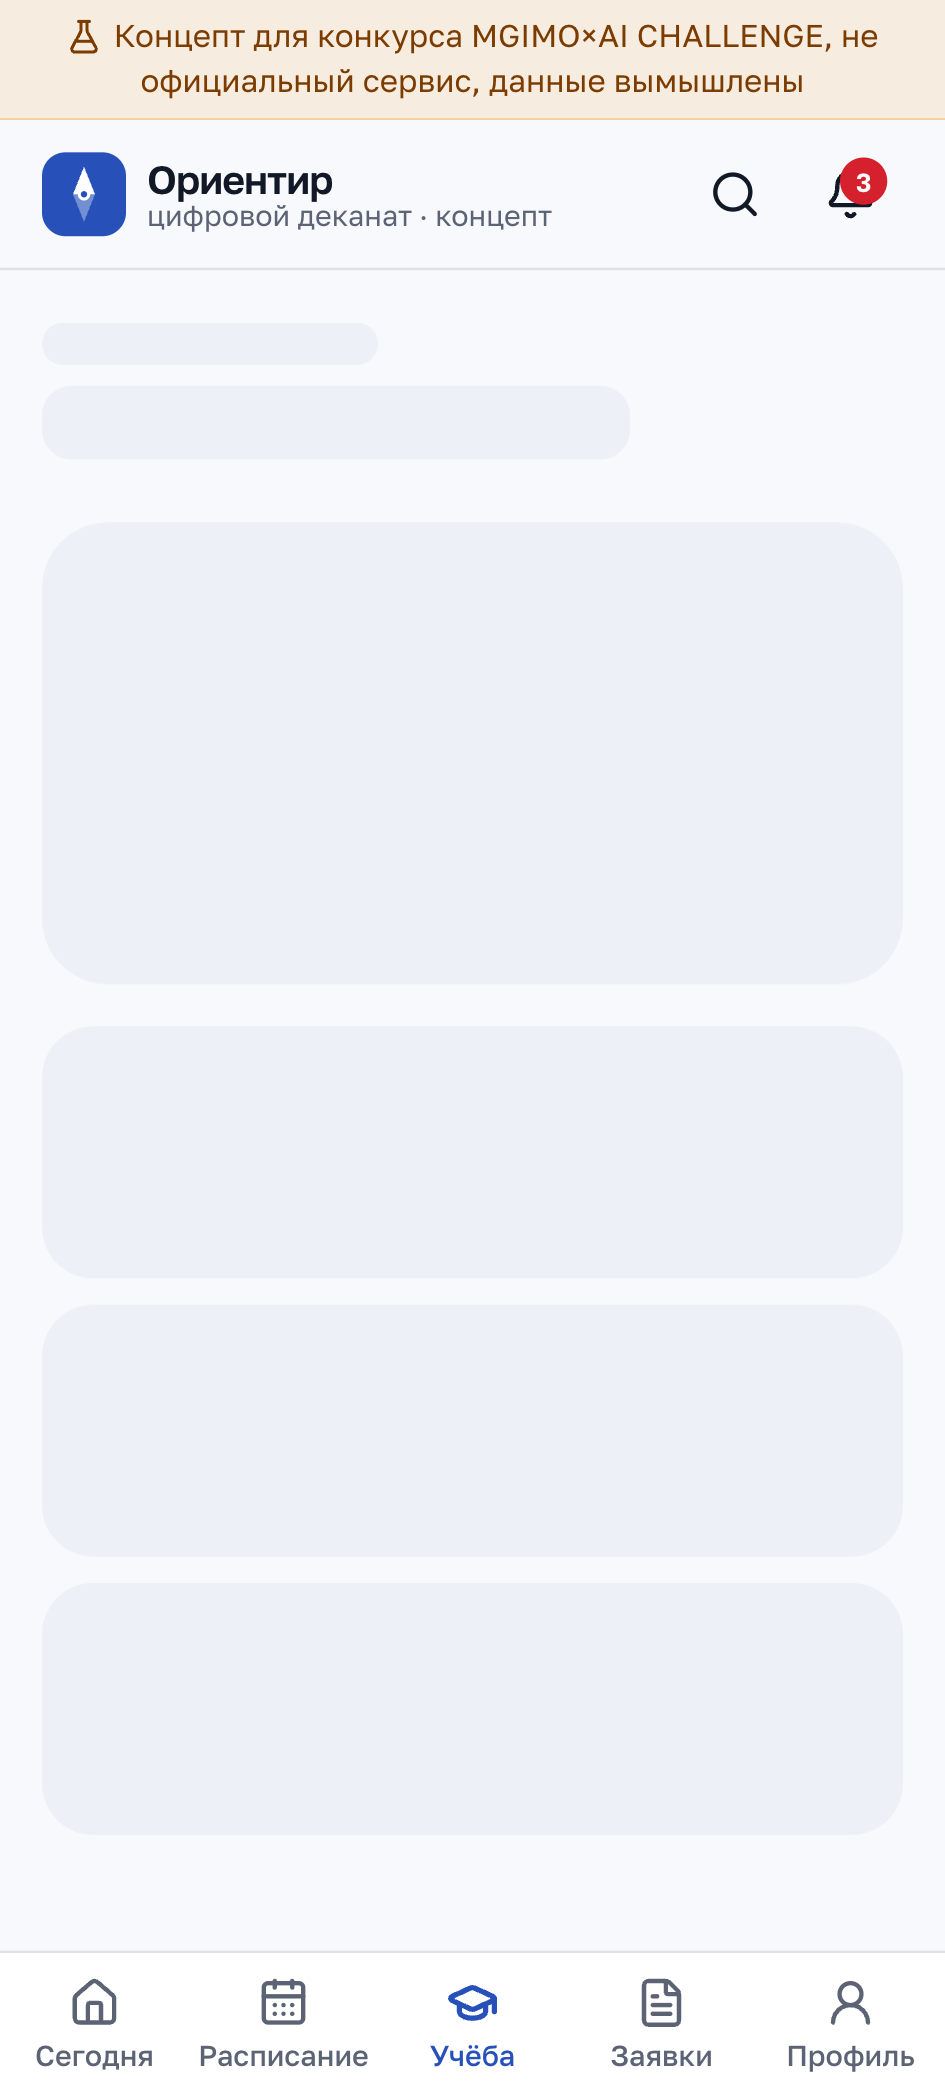 Концепт для конкурса MGIMO×AI CHALLENGE, не
официальный сервис, данные вымышлены
Ориентир
цифровой деканат · концепт
3
Сегодня
Расписание
Учёба
Заявки
Профиль